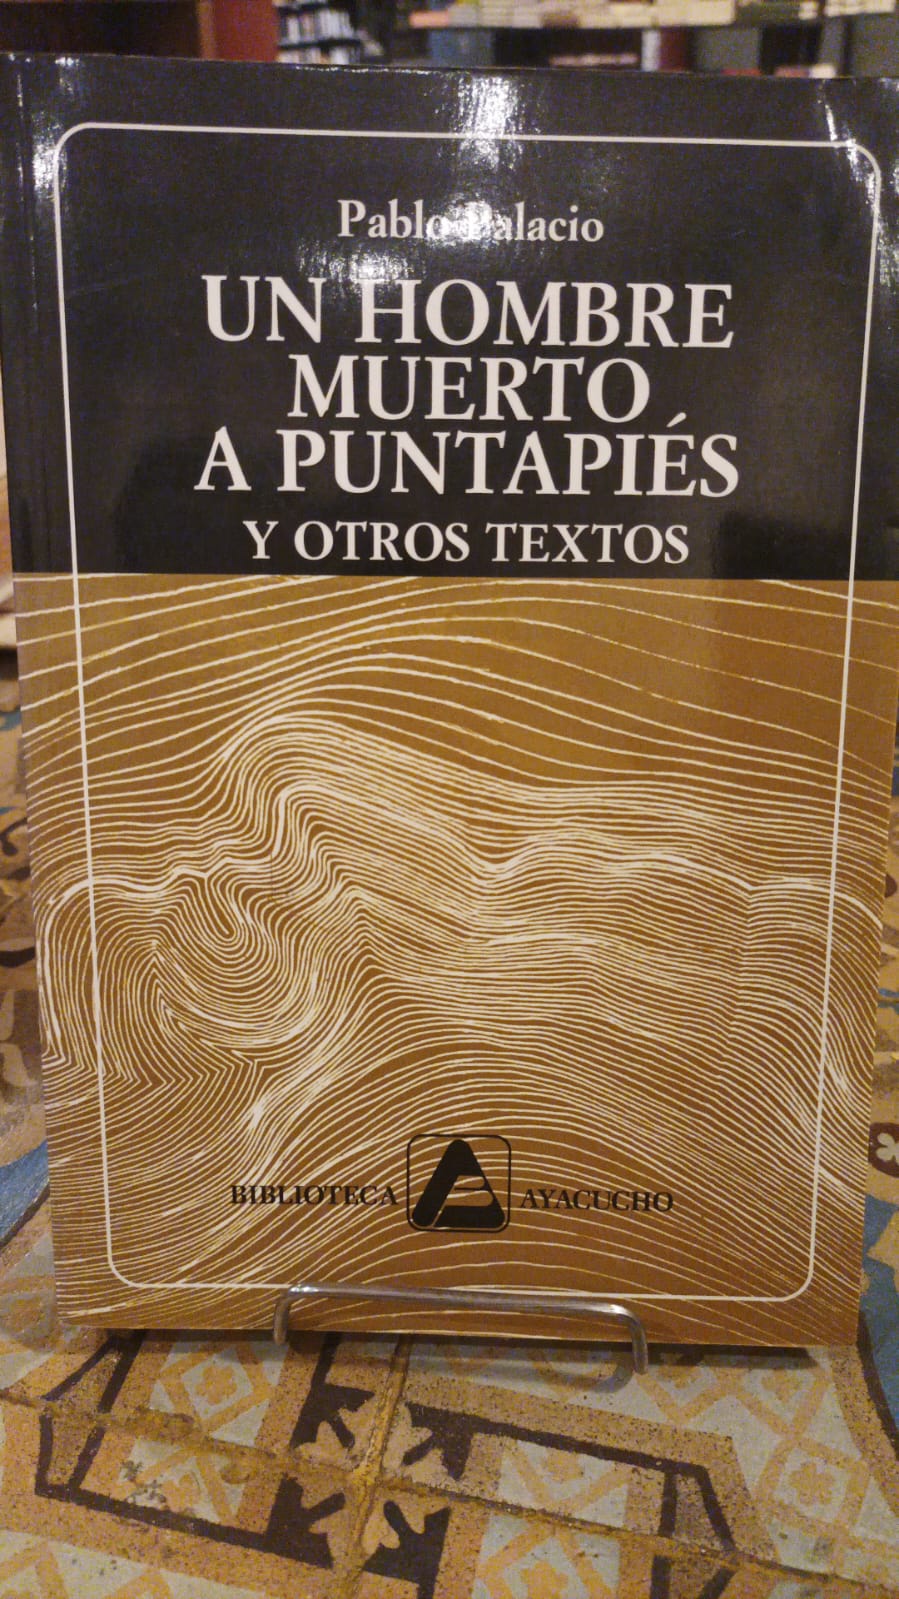 Pablo Palacio
UN HOMBRE
MUERTO
A PUNTAPIÉS
Y OTROS TEXTOS
BIBLIOTECA AYACUCHO